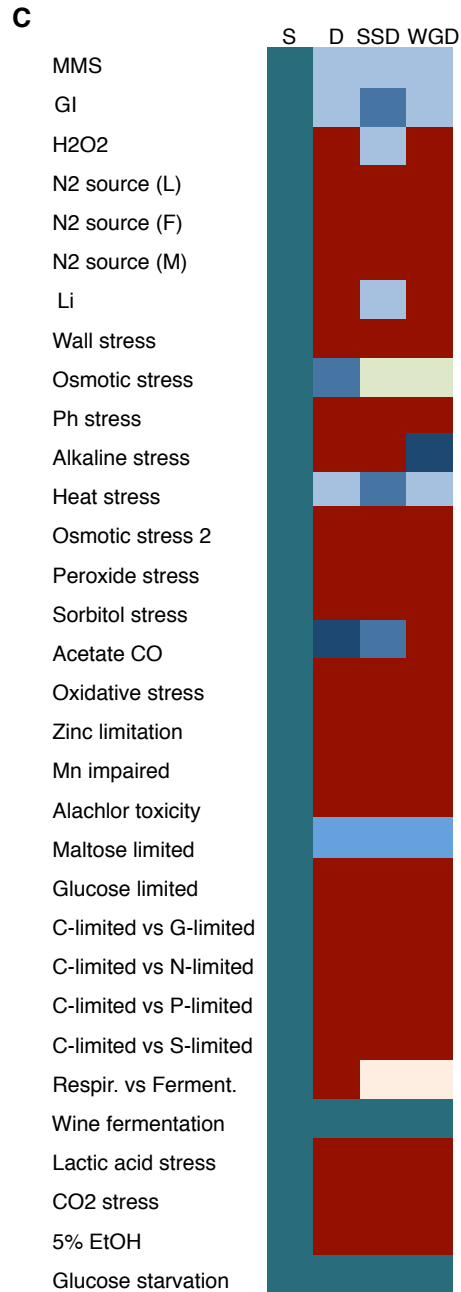 C
S D SSD WGD
MMS
GI
H2O2
N2 source (L)
N2 source (F)
N2 source (M)
Li
Wall stress
Osmotic stress
Ph stress
Alkaline stress
Heat stress
Osmotic stress 2
Peroxide stress
Sorbitol stress
Acetate CO
Oxidative stress
Zinc limitation
Mn impaired
Alachlor toxicity
Maltose limited
Glucose limited
C-limited vs G-limited
C-limited vs N-limited
C-limited vs P-limited
C-limited vs S-limited
Respir. vs Ferment.
Wine fermentation
Lactic acid stress
CO2 stress
5% EtOH
Glucose starvation